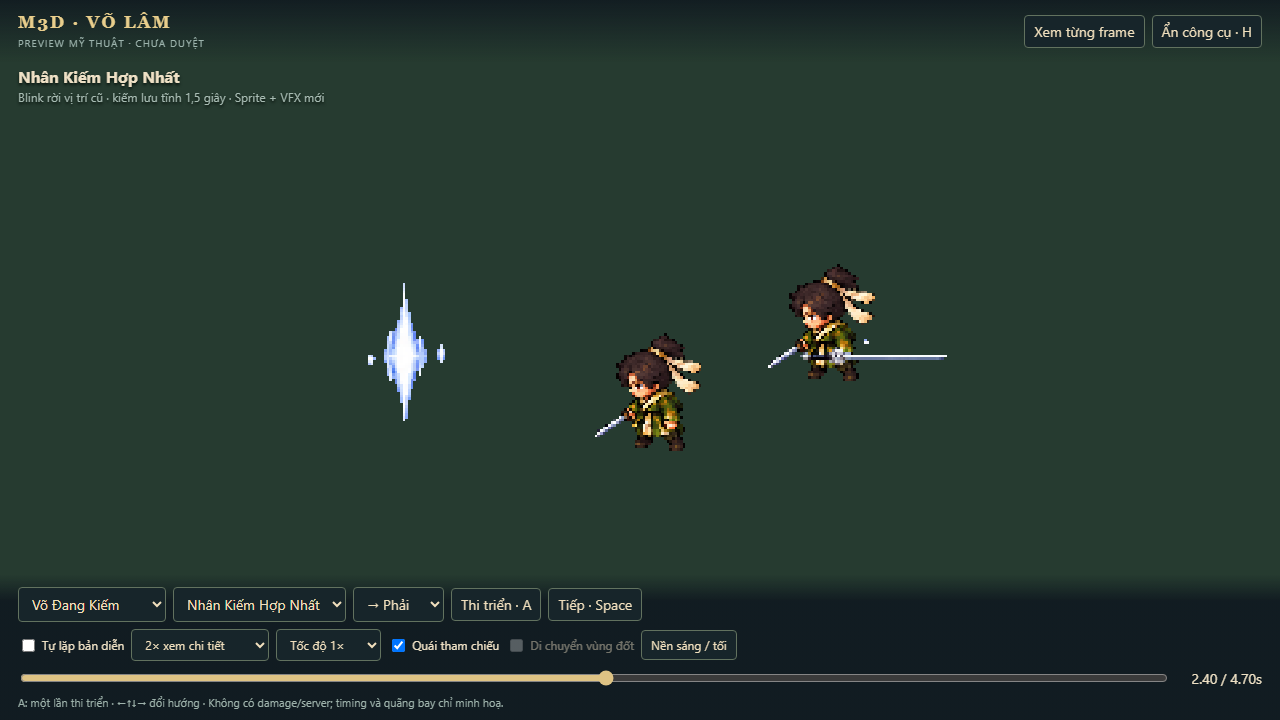 M3D · VÕ LÂM
PREVIEW MỸ THUẬT · CHƯA DUYỆT
Xem từng frame
Ẩn công cụ · H
Nhân Kiếm Hợp Nhất
Blink rời vị trí cũ · kiếm lưu tĩnh 1,5 giây · Sprite + VFX mới
Võ Đang Kiếm
Nhân Kiếm Hợp Nhất
→ Phải
Thi triển · A
Tiếp · Space
Tự lặp bản diễn
2× xem chi tiết
Tốc độ 1×
Quái tham chiếu
Di chuyển vùng đốt
Nền sáng / tối
2.40 / 4.70s
A: một lần thi triển · ←↑↓→ đổi hướng · Không có damage/server; timing và quãng bay chỉ minh hoạ.